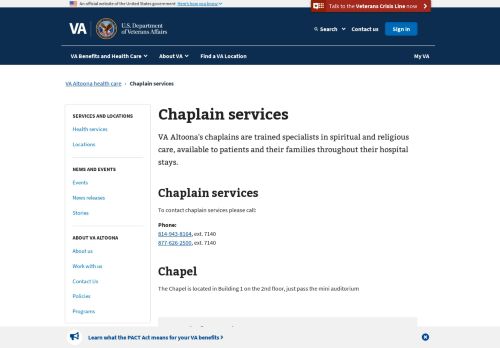 An official website of the United States government Here's how you know
Talk to the Veterans Crisis Line now
VA
U.S. Department
of Veterans Affairs
Search
Contact us
Sign in
VA Benefits and Health Care
About VA
Find a VA Location
My VA
VA Altoona health care › Chaplain services
SERVICES AND LOCATIONS
Health services
Locations
NEWS AND EVENTS
Events
News releases
Stories
ABOUT VA ALTOONA
About us
Work with us
Contact Us
Policies
Programs
Chaplain services
VA Altoona's chaplains are trained specialists in spiritual and religious
care, available to patients and their families throughout their hospital
stays.
Chaplain services
To contact chaplain services please call:
Phone:
814-943-8164, ext. 7140
877-626-2500, ext. 7140
Chapel
The Chapel is located in Building 1 on the 2nd floor, just pass the mini auditorium
Learn what the PACT Act means for your VA benefits